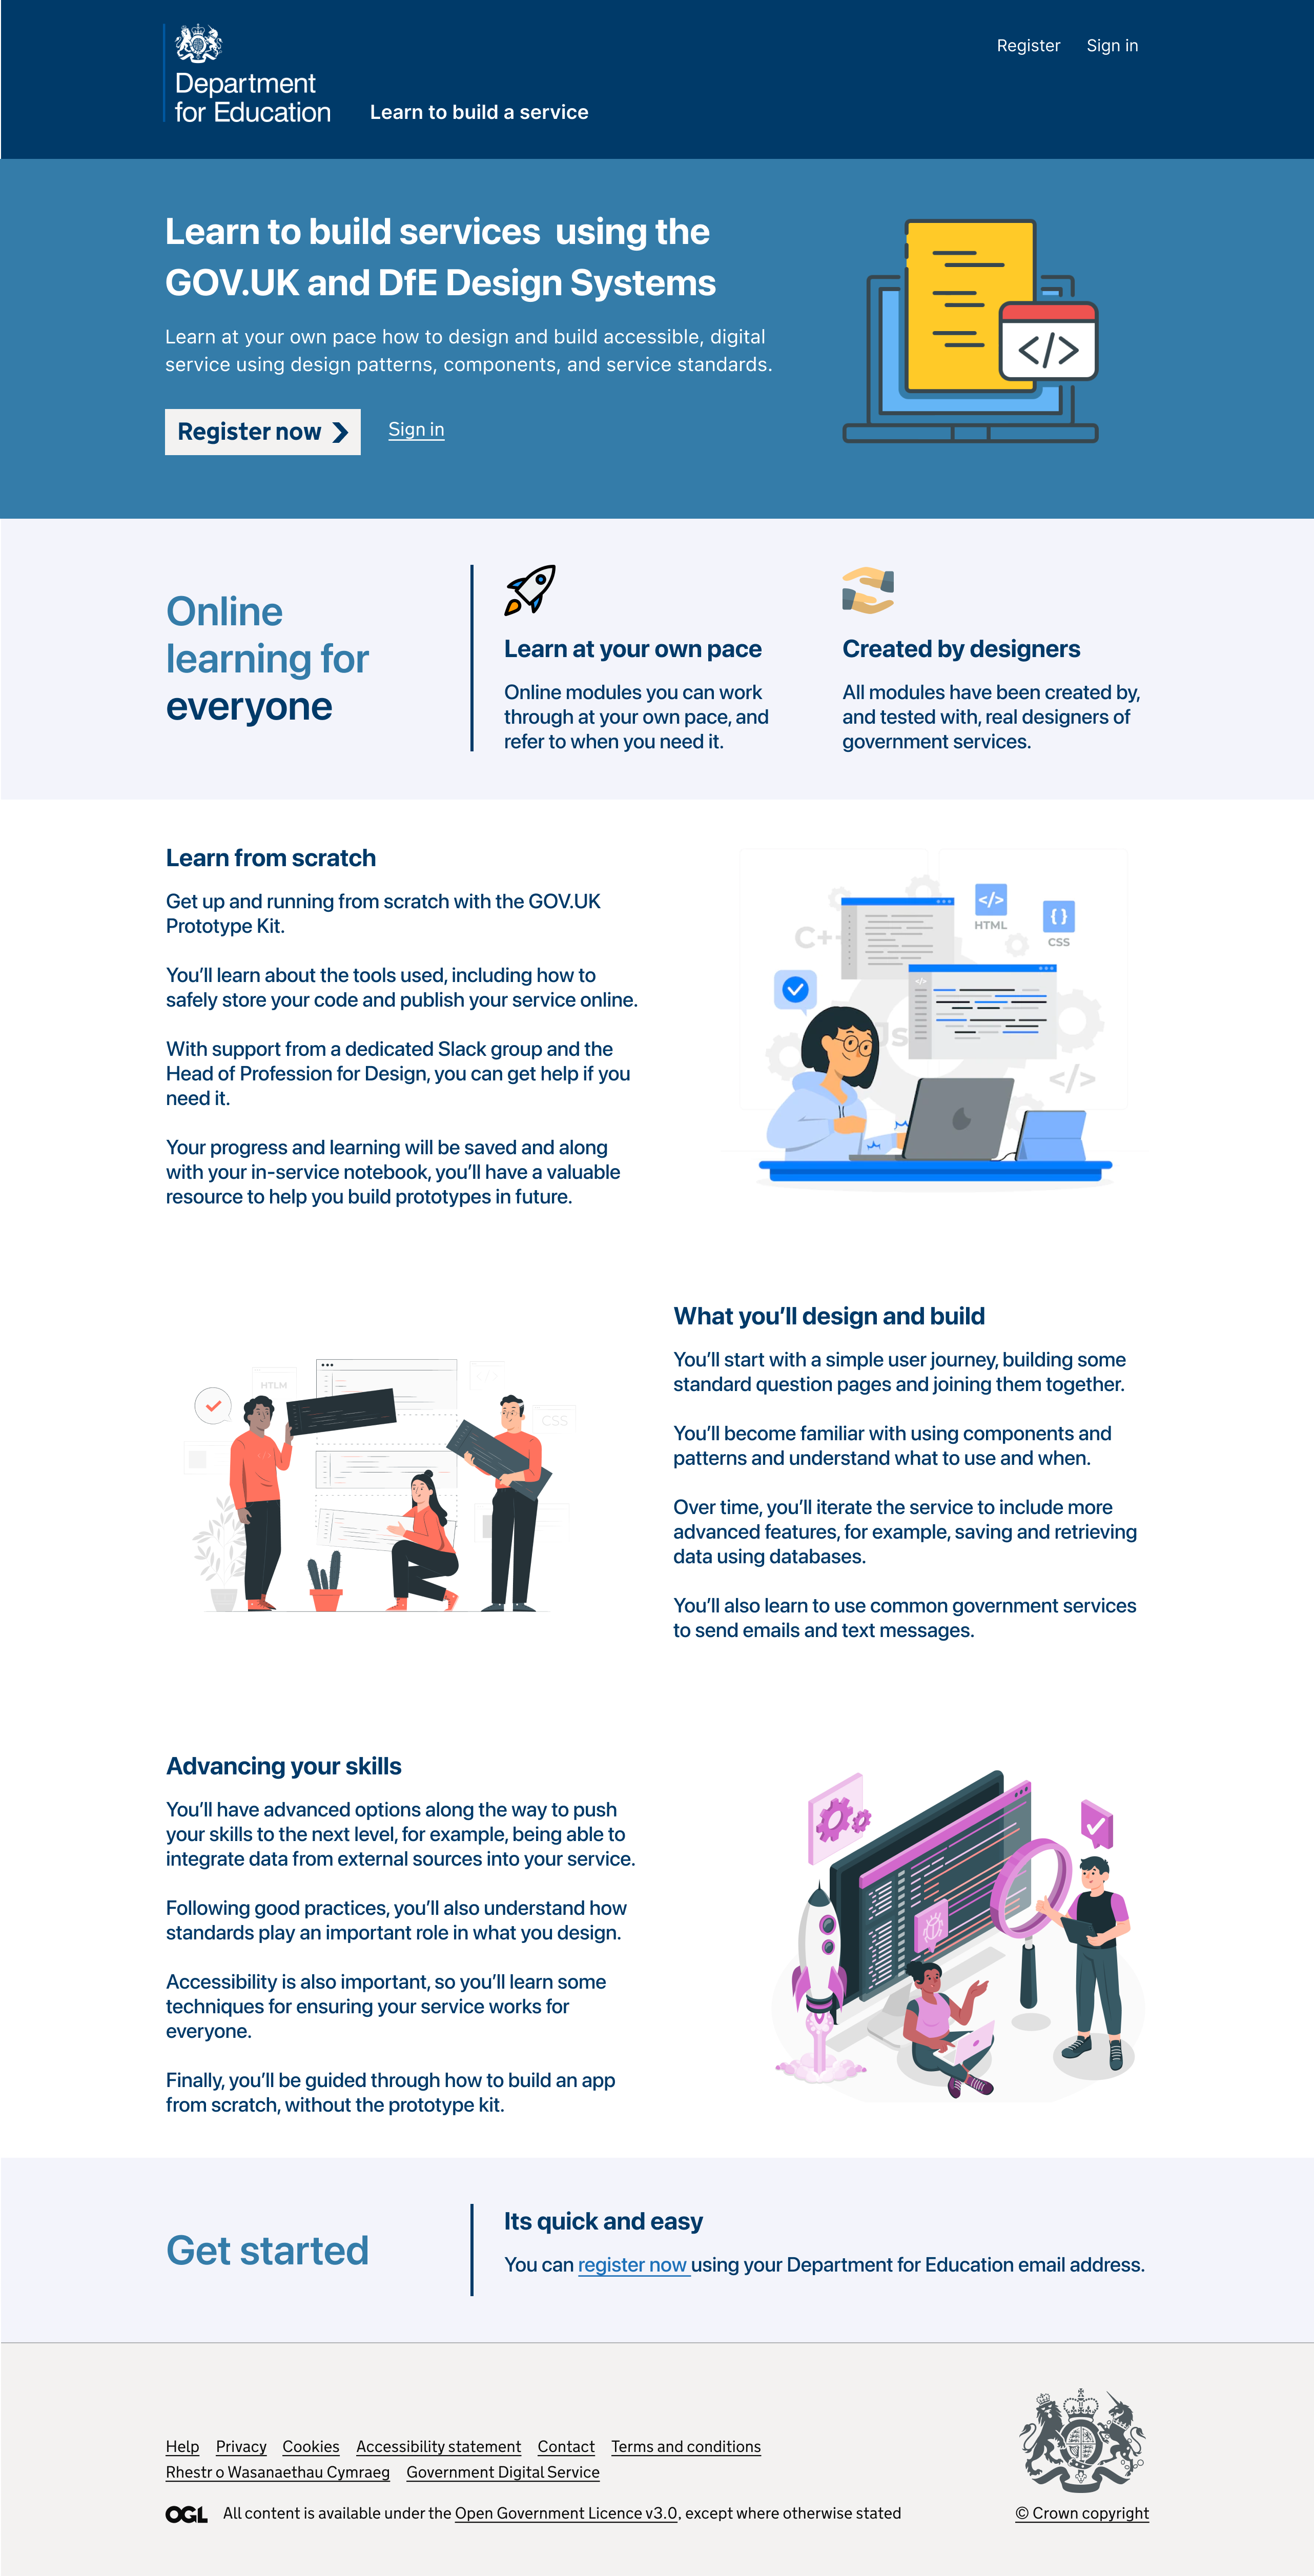 Register Sign in
Department
for Education
Learn to build a service
Learn to build services using the
GOV.UK and DfE Design Systems
Learn at your own pace how to design and build accessible, digital
service using design patterns, components, and service standards.
Register now
Sign in
</>
Online
learning for
everyone
Learn at your own pace
Online modules you can work
through at your own pace, and
refer to when you need it.
Created by designers
All modules have been created by,
and tested with, real designers of
government services.
Learn from scratch
Get up and running from scratch with the GOV.UK
Prototype Kit.
You’ll learn about the tools used, including how to
safely store your code and publish your service online.
With support from a dedicated Slack group and the
Head of Profession for Design, you can get help if you
need it.
Your progress and learning will be saved and along
with your in-service notebook, you’ll have a valuable
resource to help you build prototypes in future.
</>
HTML
{ }
CSS
C++
</>
Js
</>
HTLM
</>
CSS
What you’ll design and build
You’ll start with a simple user journey, building some
standard question pages and joining them together.
You’ll become familiar with using components and
patterns and understand what to use and when.
Over time, you’ll iterate the service to include more
advanced features, for example, saving and retrieving
data using databases.
You’ll also learn to use common government services
to send emails and text messages.
Advancing your skills
You’ll have advanced options along the way to push
your skills to the next level, for example, being able to
integrate data from external sources into your service.
Following good practices, you’ll also understand how
standards play an important role in what you design.
Accessibility is also important, so you’ll learn some
techniques for ensuring your service works for
everyone.
Finally, you’ll be guided through how to build an app
from scratch, without the prototype kit.
Get started
Its quick and easy
You can register now using your Department for Education email address.
Help Privacy Cookies Accessibility statement Contact Terms and conditions
Rhestr o Wasanaethau Cymraeg Government Digital Service
OGL All content is available under the Open Government Licence v3.0, except where otherwise stated
© Crown copyright